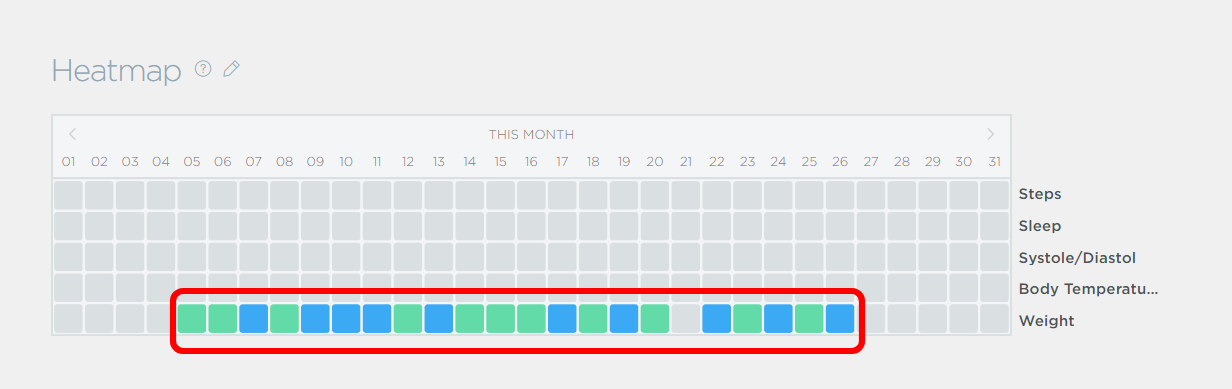 Heatmap ?
THIS MONTH
01 02 03 04 05 06 07 08 09 10 11 12 13 14 15 16 17 18 19 20 21 22 23 24 25 26 27 28 29 30 31
Steps
Sleep
Systole/Diastol
Body Temperatu...
Weight